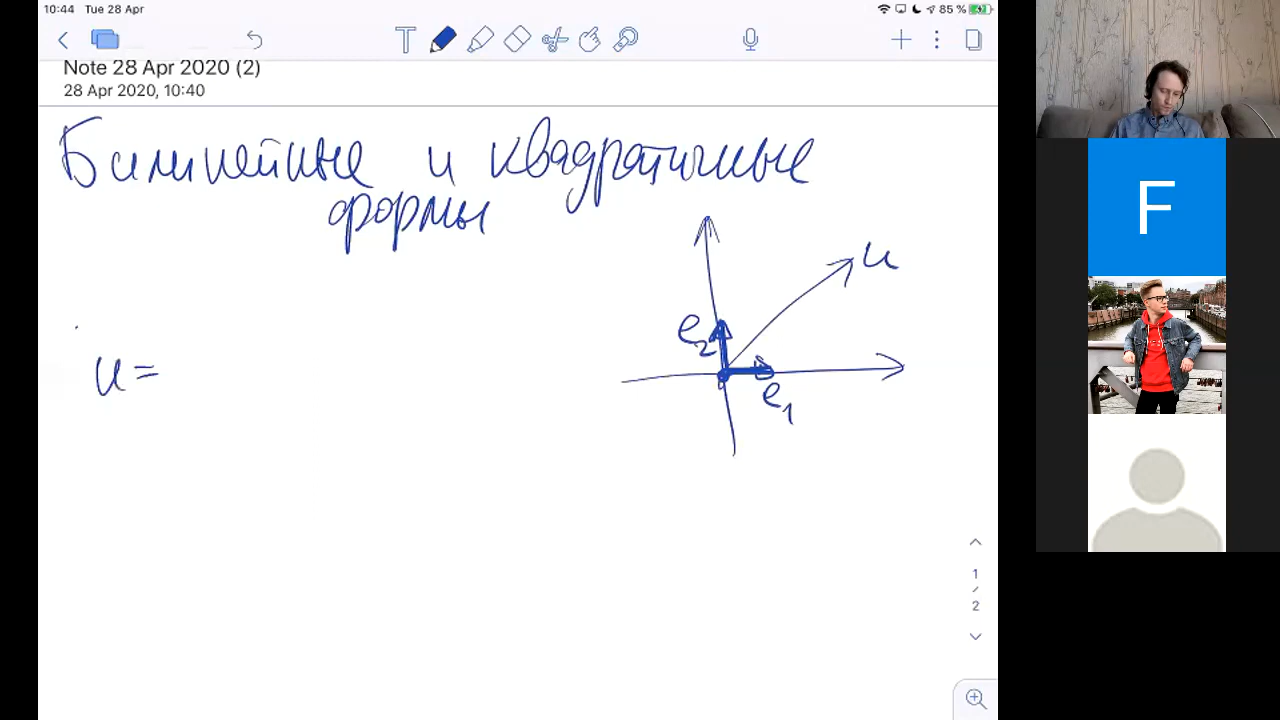 10:44 Tue 28 Apr 85 %
T
Note 28 Apr 2020 (2)
28 Apr 2020, 10:40
Билинейные и квадратичные
формы
u
e2
e1
u =
1
2
F